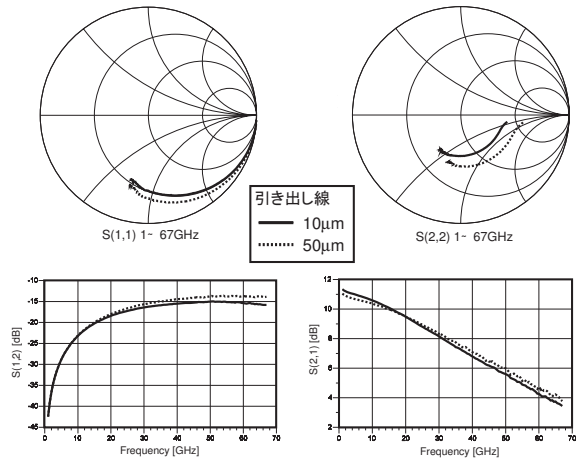 引き出し線
10μm
50μm
S(1,1) 1~ 67GHz
S(2,2) 1~ 67GHz
S(1,2) [dB]
-10
-15
-20
-25
-30
-35
-40
-45
0 10 20 30 40 50 60 70
Frequency [GHz]
S(2,1) [dB]
12
10
8
6
4
2
0 10 20 30 40 50 60 70
Frequency [GHz]